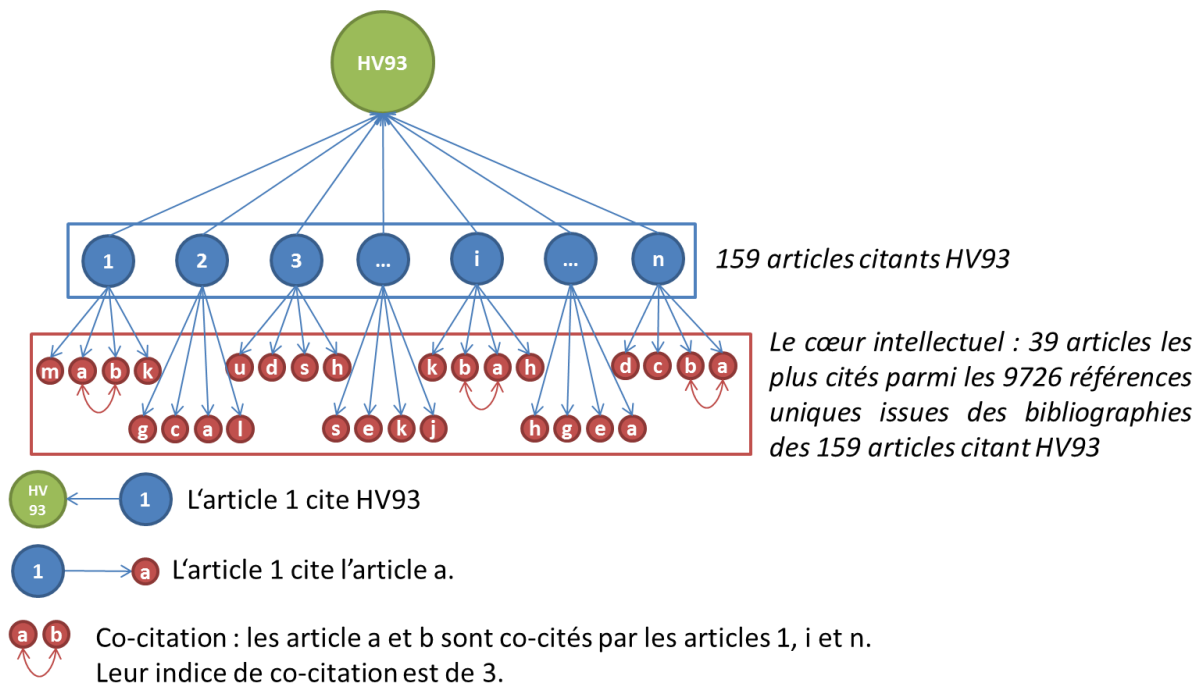 HV93
1 2 3 ... i ... n
159 articles citants HV93
m a b k u d s h k b a h d c b a
g c a l s e k j h g e a
Le cœur intellectuel : 39 articles les
plus cités parmi les 9726 références
uniques issues des bibliographies
des 159 articles citant HV93
HV
93
1 L‘article 1 cite HV93
1 a L‘article 1 cite l’article a.
a b Co-citation : les article a et b sont co-cités par les articles 1, i et n.
Leur indice de co-citation est de 3.